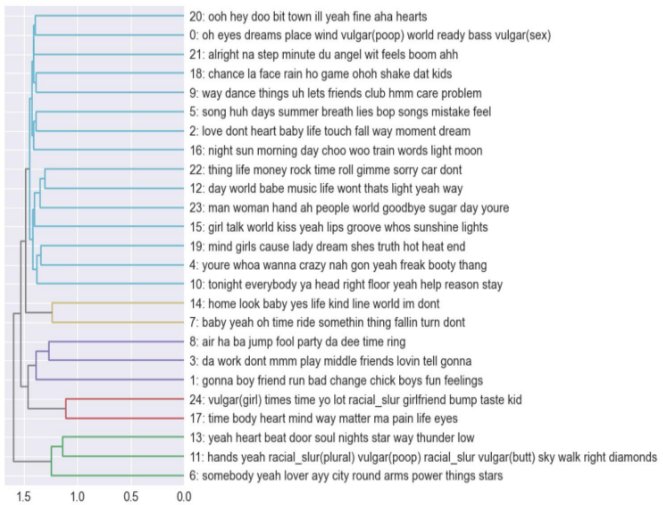 20: ooh hey doo bit town ill yeah fine aha hearts
0: oh eyes dreams place wind vulgar(poop) world ready bass vulgar(sex)
21: alright na step minute du angel wit feels boom ahh
18: chance la face rain ho game ohoh shake dat kids
9: way dance things uh lets friends club hmm care problem
5: song huh days summer breath lies bop songs mistake feel
2: love dont heart baby life touch fall way moment dream
16: night sun morning day choo woo train words light moon
22: thing life money rock time roll gimme sorry car dont
12: day world babe music life wont thats light yeah way
23: man woman hand ah people world goodbye sugar day youre
15: girl talk world kiss yeah lips groove whos sunshine lights
19: mind girls cause lady dream shes truth hot heat end
4: youre whoa wanna crazy nah gon yeah freak booty thang
10: tonight everybody ya head right floor yeah help reason stay
14: home look baby yes life kind line world im dont
7: baby yeah oh time ride somethin thing fallin turn dont
8: air ha ba jump fool party da dee time ring
3: da work dont mmm play middle friends lovin tell gonna
1: gonna boy friend run bad change chick boys fun feelings
24: vulgar(girl) times time yo lot racial_slur girlfriend bump taste kid
17: time body heart mind way matter ma pain life eyes
13: yeah heart beat door soul nights star way thunder low
11: hands yeah racial_slur(plural) vulgar(poop) racial_slur vulgar(butt) sky walk right diamonds
6: somebody yeah lover ayy city round arms power things stars
1.5 1.0 0.5 0.0